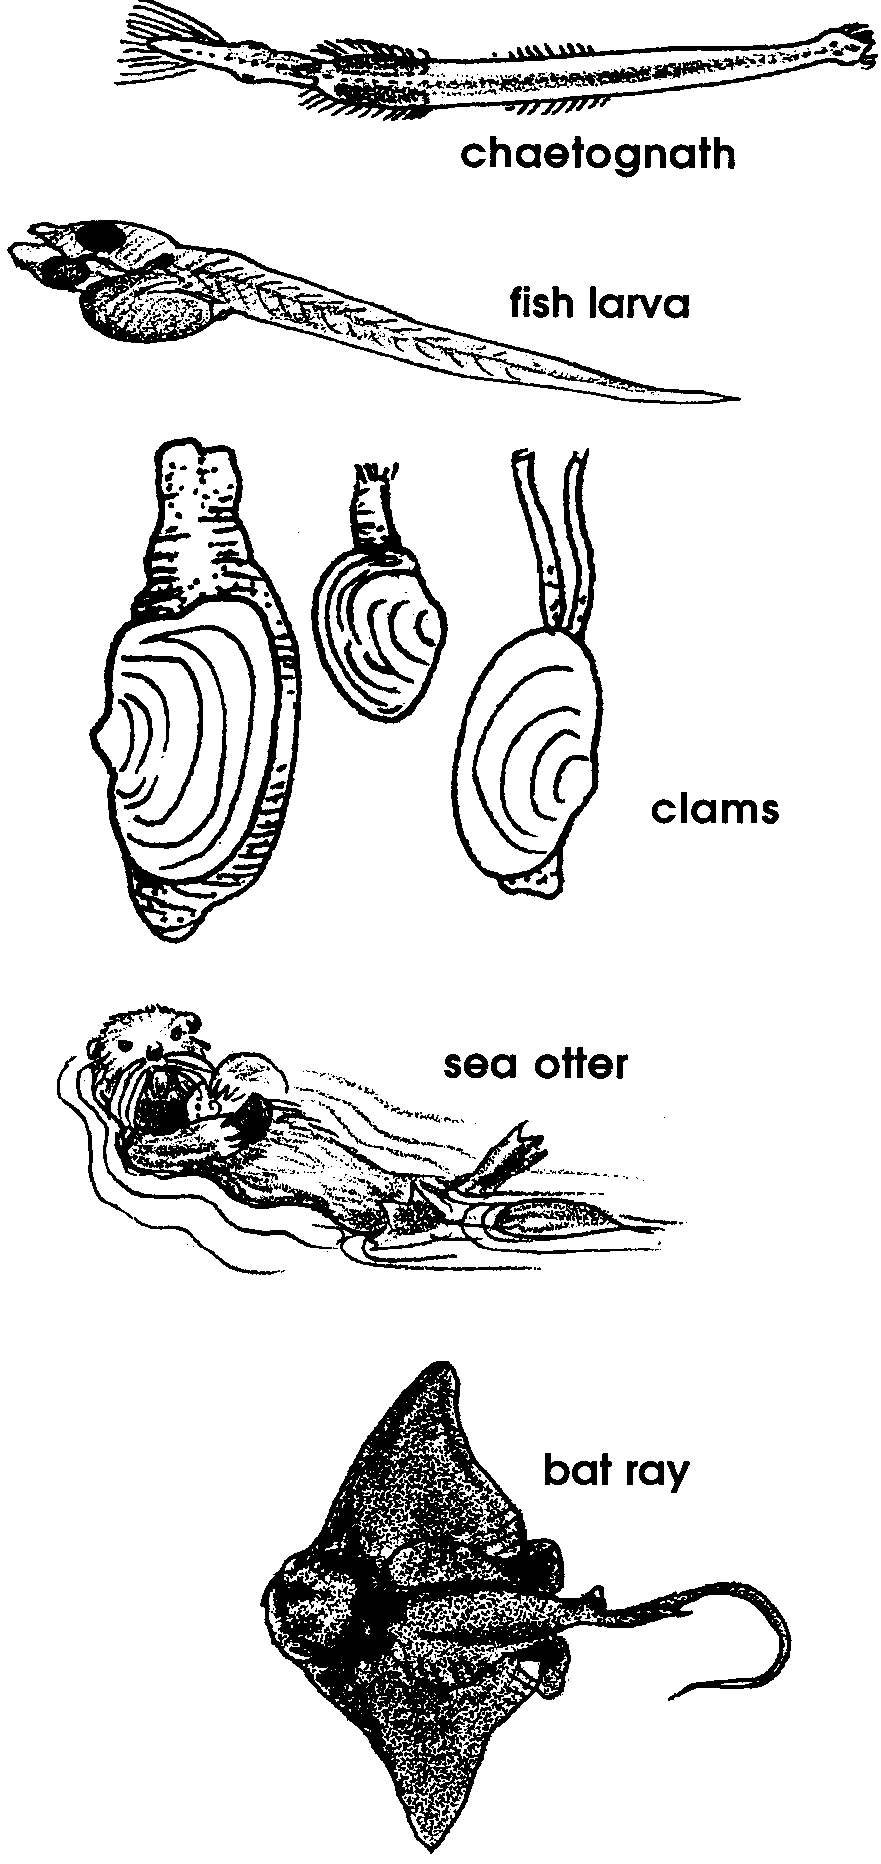 chaetognath
fish larva
clams
sea otter
bat ray